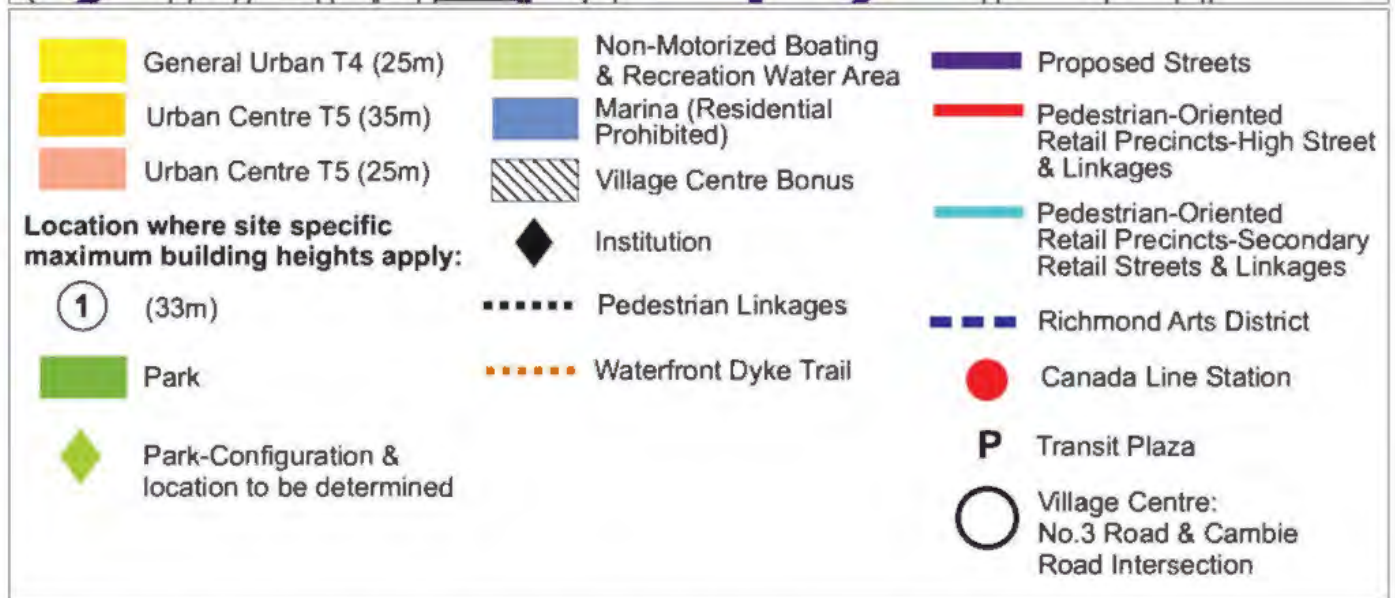 General Urban T4 (25m)
Urban Centre T5 (35m)
Urban Centre T5 (25m)
Location where site specific
maximum building heights apply:
1 (33m)
Park
Park-Configuration &
location to be determined
Non-Motorized Boating
& Recreation Water Area
Marina (Residential
Prohibited)
Village Centre Bonus
Institution
Pedestrian Linkages
Waterfront Dyke Trail
Proposed Streets
Pedestrian-Oriented
Retail Precincts-High Street
& Linkages
Pedestrian-Oriented
Retail Precincts-Secondary
Retail Streets & Linkages
Richmond Arts District
Canada Line Station
P Transit Plaza
Village Centre:
No.3 Road & Cambie
Road Intersection